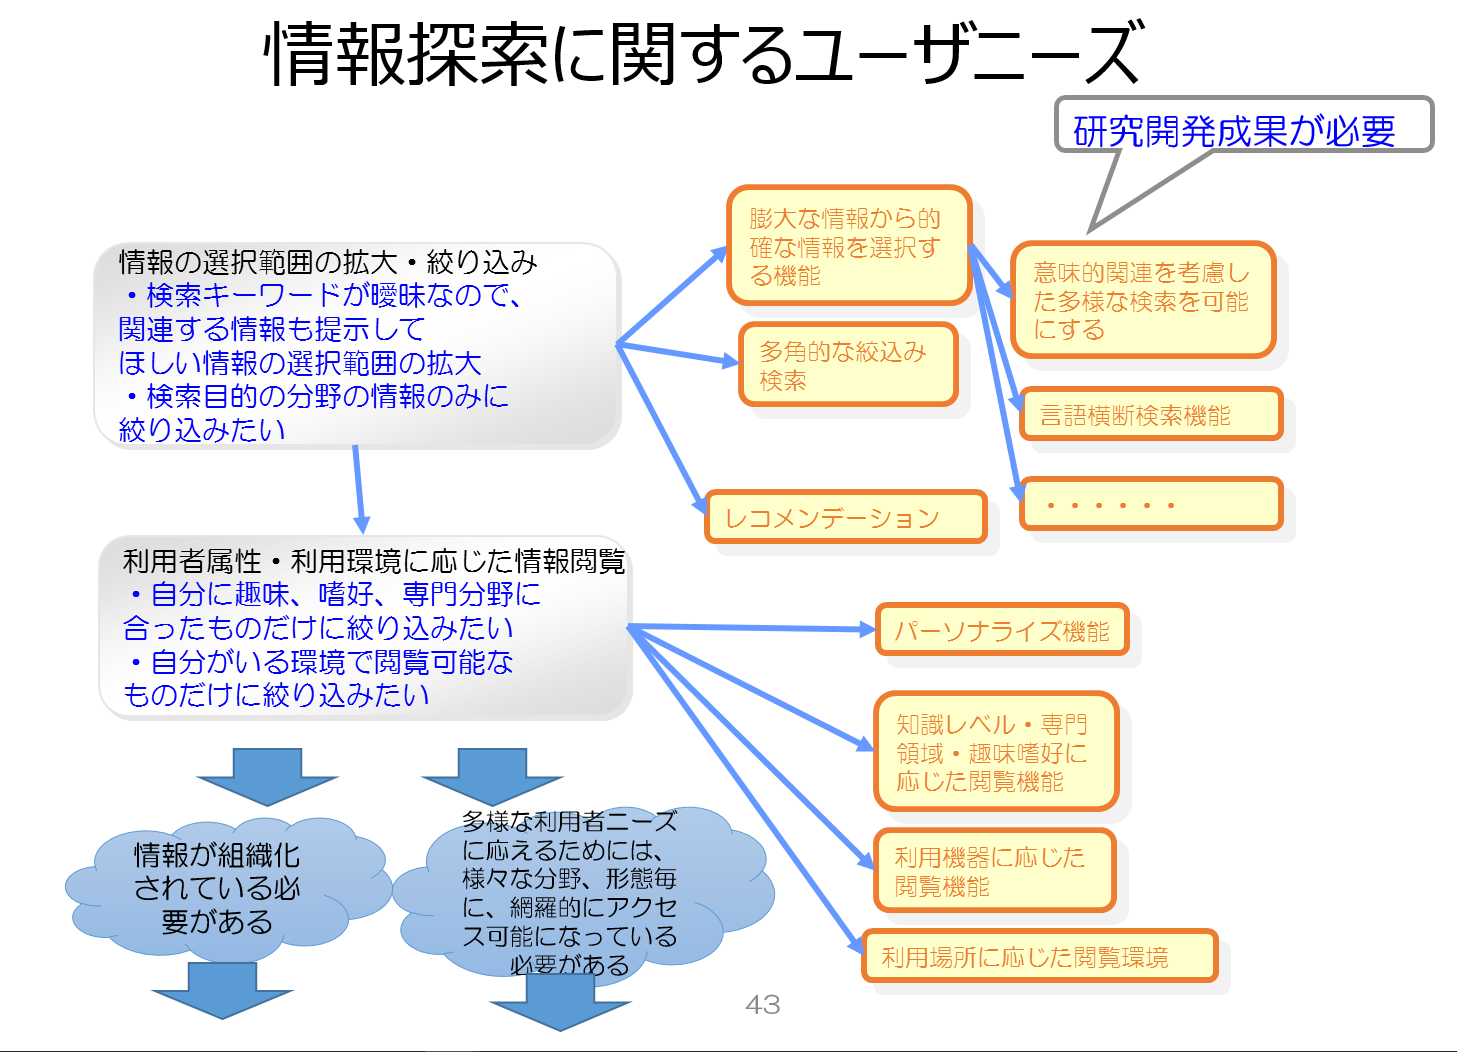 情報探索に関するユーザニーズ
研究開発成果が必要
情報の選択範囲の拡大・絞り込み
・検索キーワードが曖昧なので、
関連する情報も提示して
ほしい情報の選択範囲の拡大
・検索目的の分野の情報のみに
絞り込みたい
膨大な情報から的
確な情報を選択す
る機能
多角的な絞込み
検索
レコメンデーション
意味的関連を考慮し
た多様な検索を可能
にする
言語横断検索機能
・・・・・・
利用者属性・利用環境に応じた情報閲覧
・自分に趣味、嗜好、専門分野に
合ったものだけに絞り込みたい
・自分がいる環境で閲覧可能な
ものだけに絞り込みたい
パーソナライズ機能
知識レベル・専門
領域・趣味嗜好に
応じた閲覧機能
利用機器に応じた
閲覧機能
利用場所に応じた閲覧環境
情報が組織化
されている必
要がある
多様な利用者ニーズ
に応えるためには、
様々な分野、形態毎
に、網羅的にアクセ
ス可能になっている
必要がある
43